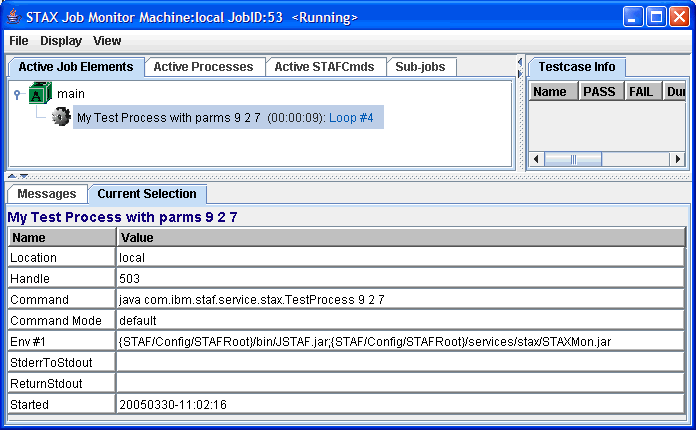 STAX Job Monitor Machine:local JobID:53 <Running>
File Display View
Active Job Elements Active Processes Active STAFCmds Sub-jobs
Testcase Info
main
My Test Process with parms 9 2 7 (00:00:09): Loop #4
Name PASS FAIL Dur
Messages Current Selection
My Test Process with parms 9 2 7
Name Value
Location local
Handle 503
Command java com.ibm.staf.service.stax.TestProcess 9 2 7
Command Mode default
Env #1 {STAF/Config/STAFRoot}/bin/JSTAF.jar;{STAF/Config/STAFRoot}/services/stax/STAXMon.jar
StderrToStdout
ReturnStdout
Started 20050330-11:02:16